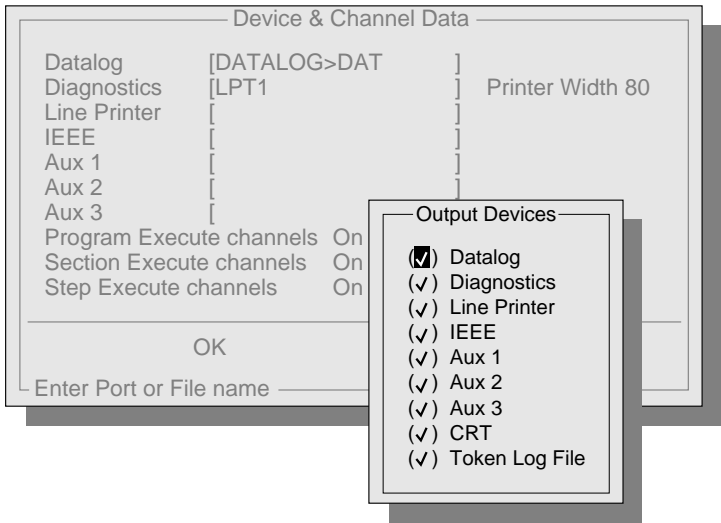 Device & Channel Data
Datalog [DATALOG>DAT ]
Diagnostics [LPT1 ] Printer Width 80
Line Printer [ ]
IEEE [ ]
Aux 1 [ ]
Aux 2 [ ]
Aux 3 [
Program Execute channels On
Section Execute channels On
Step Execute channels On
OK
Enter Port or File name
Output Devices
(✓) Datalog
(✓) Diagnostics
(✓) Line Printer
(✓) IEEE
(✓) Aux 1
(✓) Aux 2
(✓) Aux 3
(✓) CRT
(✓) Token Log File